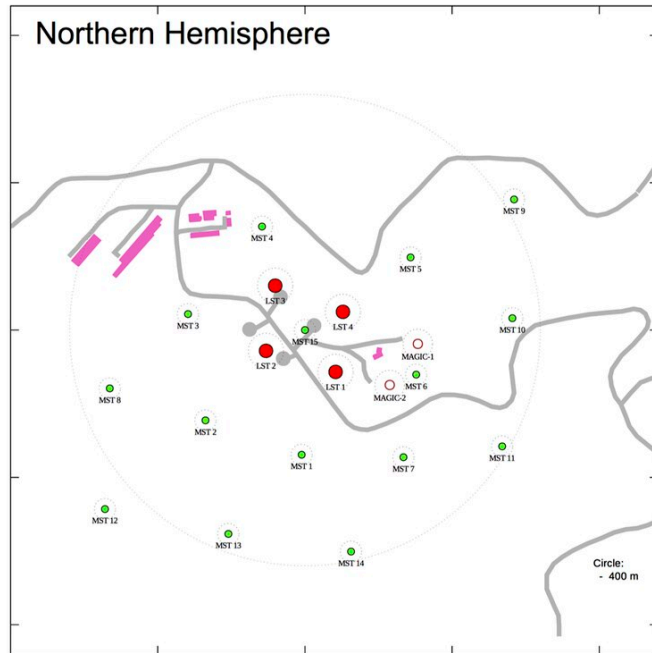 Northern Hemisphere
MST 9
MST 4
MST 5
LST 3
MST 3
LST 4
MST 10
MST 15
MAGIC-1
LST 2
LST 1
MST 6
MAGIC-2
MST 8
MST 2
MST 11
MST 1
MST 7
MST 12
MST 13
MST 14
Circle:
- 400 m